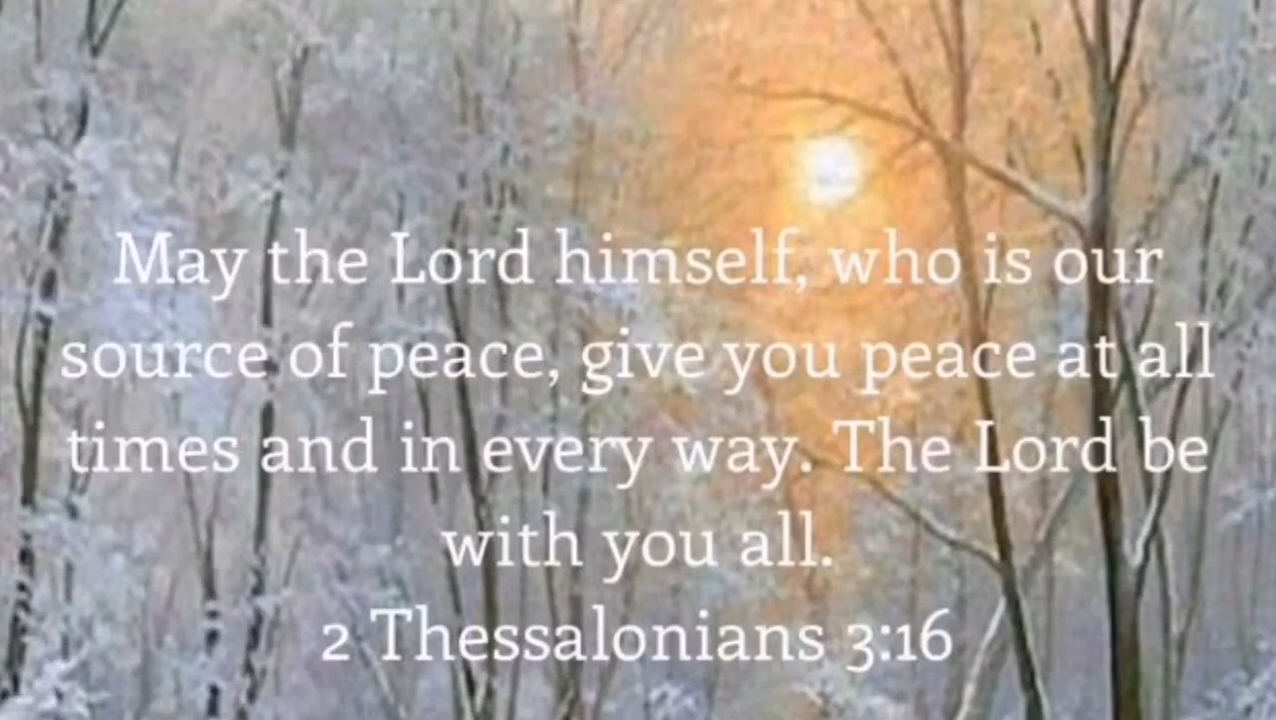 May the Lord himself, who is our
source of peace, give you peace at all
times and in every way. The Lord be
with you all.
2 Thessalonians 3:16